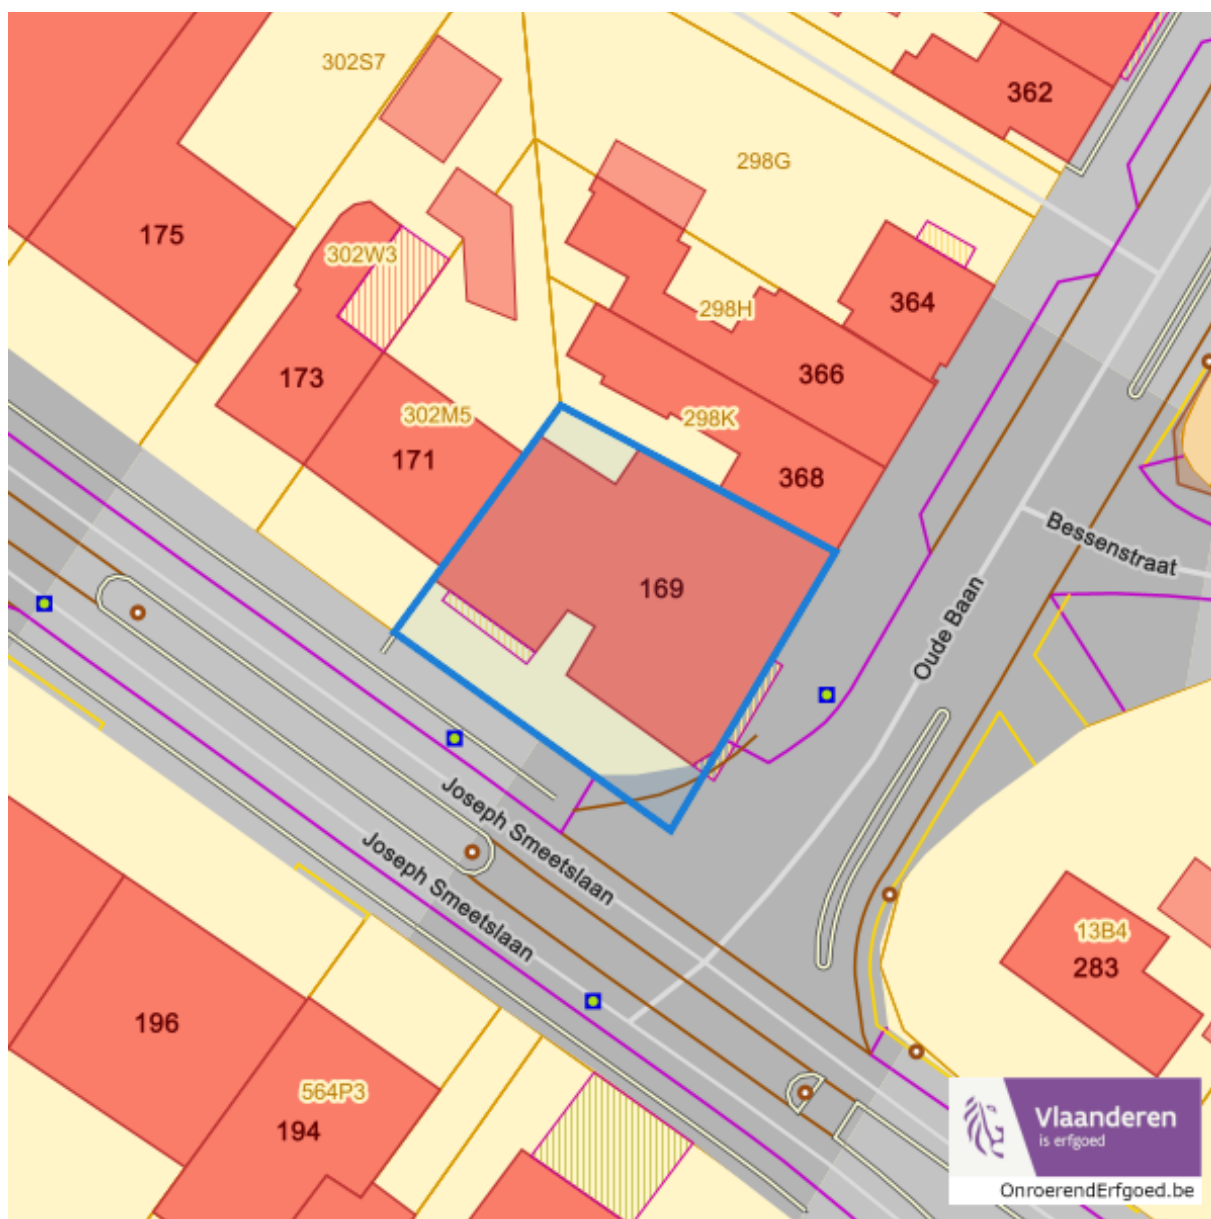 302S7
362
298G
175
302W3
364
298H
173
366
302M5
298K
171
368
Bessenstraat
169
Oude Baan
Joseph Smeetslaan
Joseph Smeetslaan
13B4
283
196
564P3
194
Vlaanderen
is erfgoed
OnroerendErfgoed.be